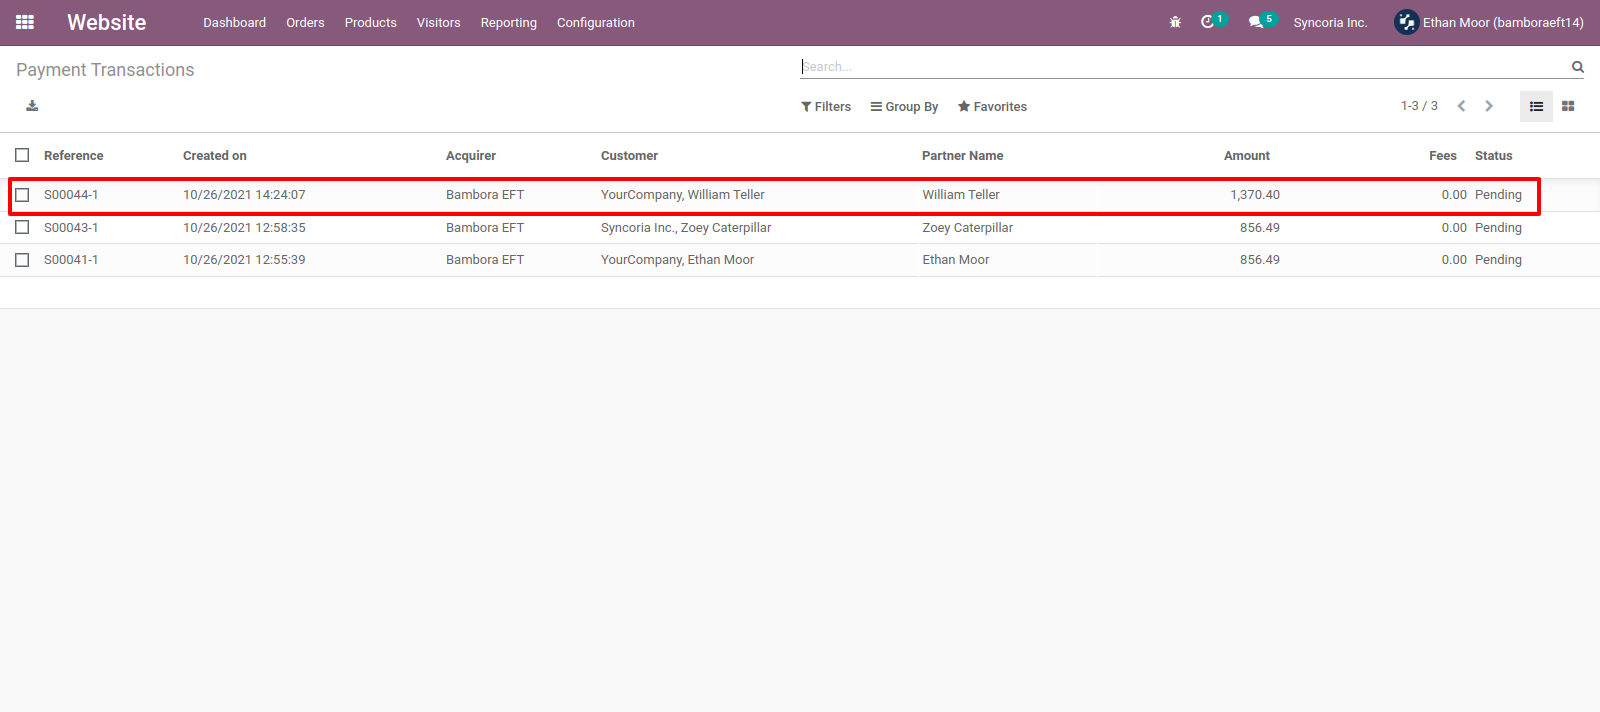 Website Dashboard Orders Products Visitors Reporting Configuration 1 5 Syncoria Inc. Ethan Moor (bamboraeft14)
Payment Transactions Search...
Filters Group By Favorites 1-3 / 3
Reference Created on Acquirer Customer Partner Name Amount Fees Status
S00044-1 10/26/2021 14:24:07 Bambora EFT YourCompany, William Teller William Teller 1,370.40 0.00 Pending
S00043-1 10/26/2021 12:58:35 Bambora EFT Syncoria Inc., Zoey Caterpillar Zoey Caterpillar 856.49 0.00 Pending
S00041-1 10/26/2021 12:55:39 Bambora EFT YourCompany, Ethan Moor Ethan Moor 856.49 0.00 Pending